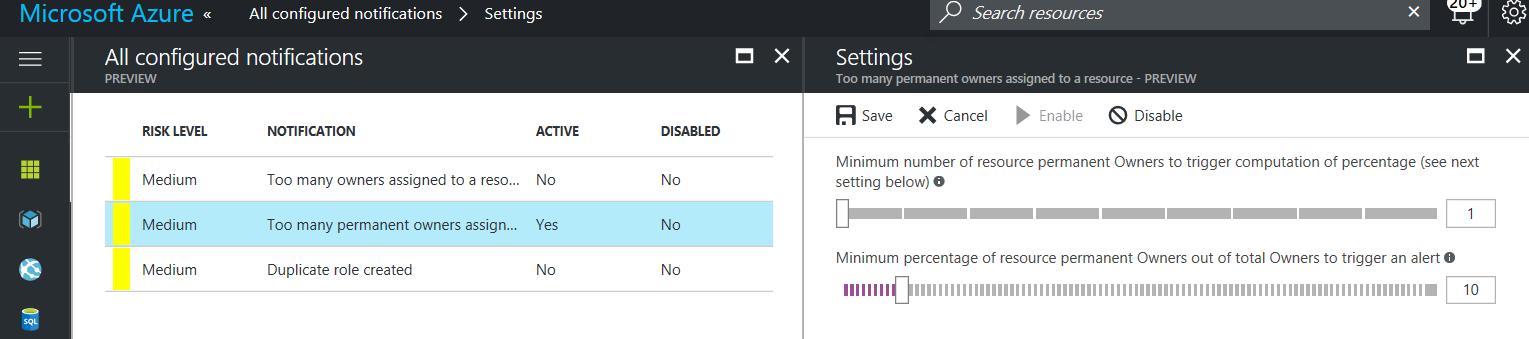 Microsoft Azure « All configured notifications > Settings Search resources × 20+
All configured notifications
PREVIEW
RISK LEVEL NOTIFICATION ACTIVE DISABLED
Medium Too many owners assigned to a reso... No No
Medium Too many permanent owners assign... Yes No
Medium Duplicate role created No No
SQL
Settings
Too many permanent owners assigned to a resource - PREVIEW
Save Cancel Enable Disable
Minimum number of resource permanent Owners to trigger computation of percentage (see next
setting below)
1
Minimum percentage of resource permanent Owners out of total Owners to trigger an alert
10